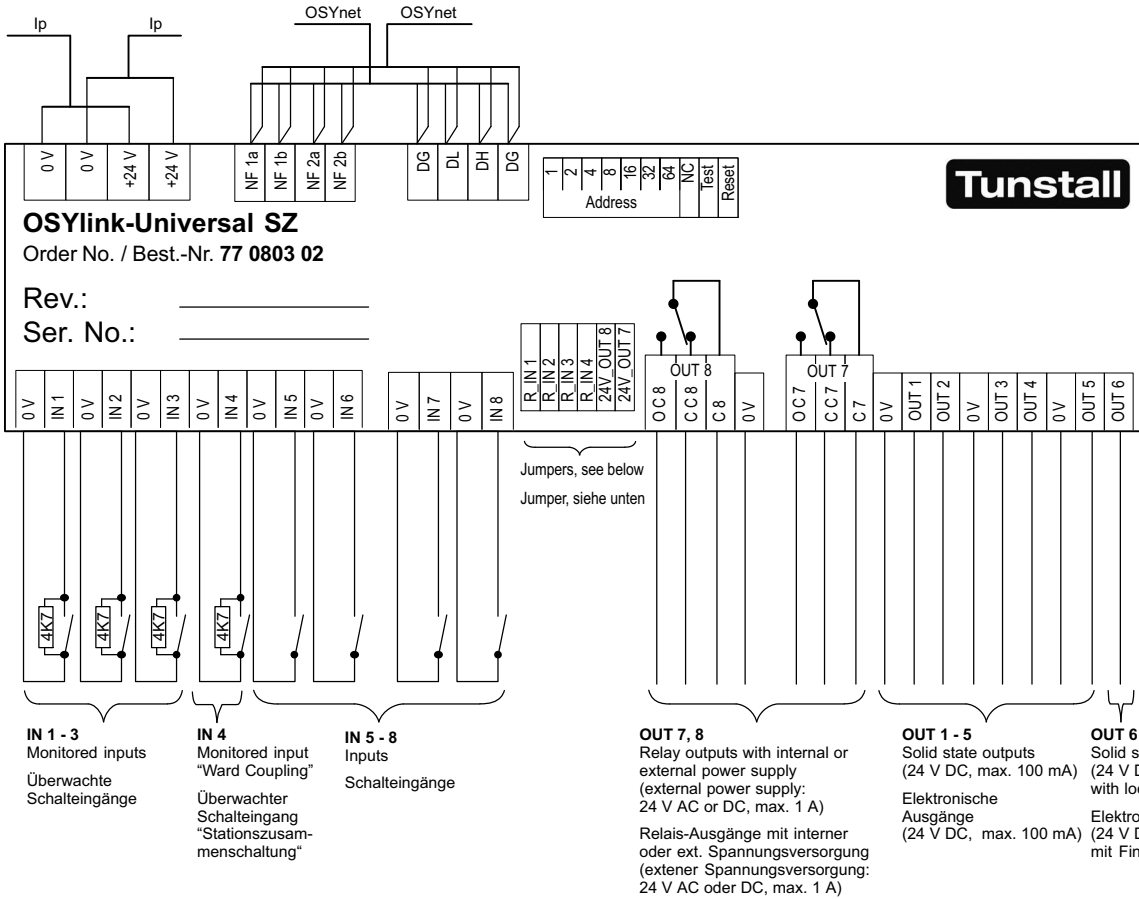 Ip
Ip
OSYnet
OSYnet
0 V
0 V
+24 V
+24 V
NF 1a
NF 1b
NF 2a
NF 2b
DG
DL
DH
DG
1
2
4
8
16
32
64
NC
Test
Reset
Address
Tunstall
OSYlink-Universal SZ
Order No. / Best.-Nr. 77 0803 02
Rev.:
Ser. No.:
R_IN 1
R_IN 2
R_IN 3
R_IN 4
24V_OUT 8
24V_OUT 7
OUT 8
OUT 7
0 V
IN 1
0 V
IN 2
0 V
IN 3
0 V
IN 4
0 V
IN 5
0 V
IN 6
0 V
IN 7
0 V
IN 8
O C 8
C C 8
C 8
0 V
O C 7
C C 7
C 7
0 V
OUT 1
OUT 2
0 V
OUT 3
OUT 4
0 V
OUT 5
OUT 6
Jumpers, see below
Jumper, siehe unten
4K7
4K7
4K7
4K7
IN 1 - 3
Monitored inputs
Überwachte
Schalteingänge
IN 4
Monitored input
“Ward Coupling”
Überwachter
Schalteingang
“Stationszusam-
menschaltung“
IN 5 - 8
Inputs
Schalteingänge
OUT 7, 8
Relay outputs with internal or
external power supply
(external power supply:
24 V AC or DC, max. 1 A)
Relais-Ausgänge mit interner
oder ext. Spannungsversorgung
(extener Spannungsversorgung:
24 V AC oder DC, max. 1 A)
OUT 1 - 5
Solid state outputs
(24 V DC, max. 100 mA)
Elektronische
Ausgänge
(24 V DC, max. 100 mA)
OUT 6
Solid s
(24 V D
with loc
Elektro
(24 V D
mit Fin